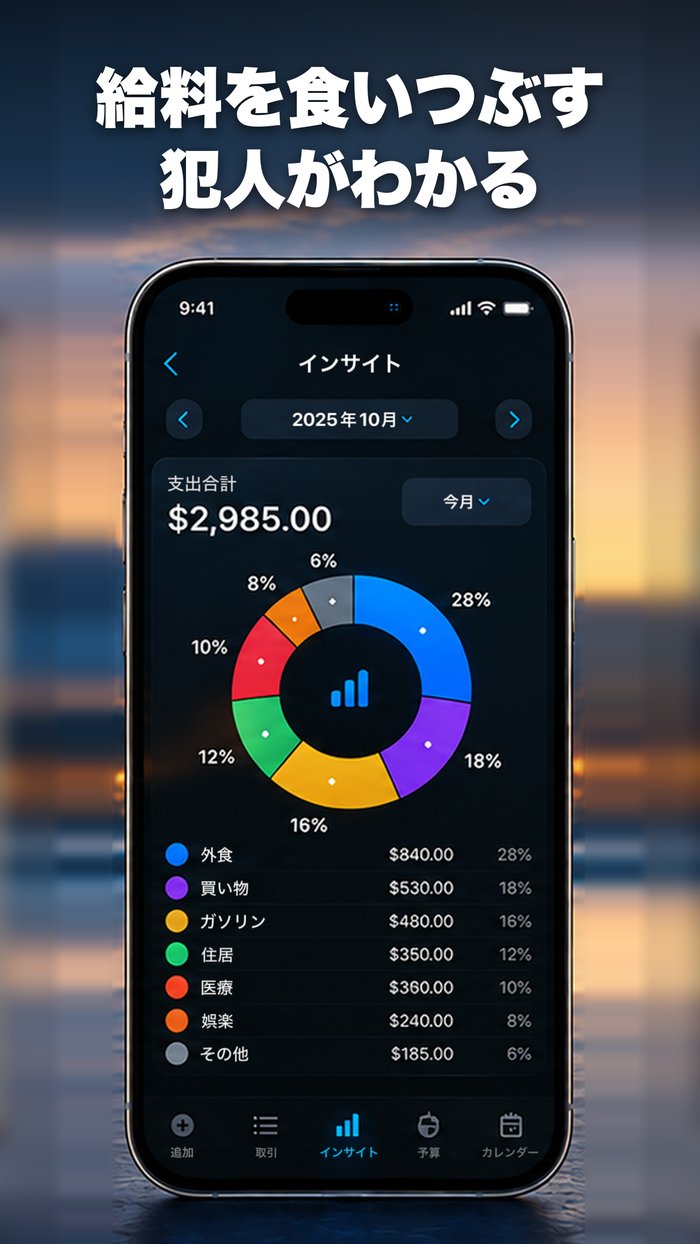 給料を食いつぶす
犯人がわかる
9:41
インサイト
2025年10月
支出合計
$2,985.00
今月
6%
8%
28%
10%
12%
18%
16%
外食 $840.00 28%
買い物 $530.00 18%
ガソリン $480.00 16%
住居 $350.00 12%
医療 $360.00 10%
娯楽 $240.00 8%
その他 $185.00 6%
追加 取引 インサイト 予算 カレンダー